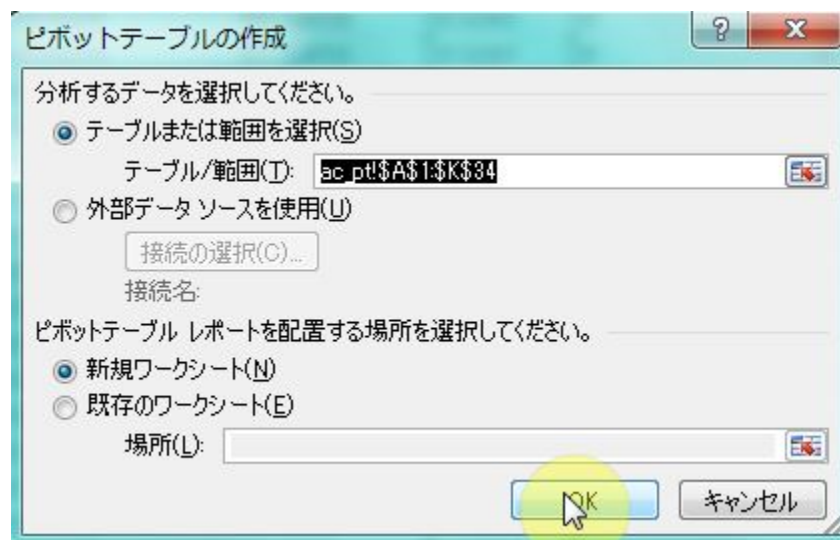 ピボットテーブルの作成
?
分析するデータを選択してください。
テーブルまたは範囲を選択(S)
テーブル/範囲(T): ac_pt!$A$1:$K$34
外部データ ソースを使用(U)
接続の選択(C)...
接続名:
ピボットテーブル レポートを配置する場所を選択してください。
新規ワークシート(N)
既存のワークシート(E)
場所(L):
OK キャンセル